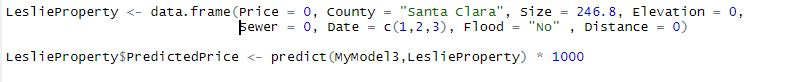 LeslieProperty <- data.frame(Price = 0, County = "Santa Clara", Size = 246.8, Elevation = 0,
Sewer = 0, Date = c(1,2,3), Flood = "No" , Distance = 0)
LeslieProperty$PredictedPrice <- predict(MyModel3,LeslieProperty) * 1000